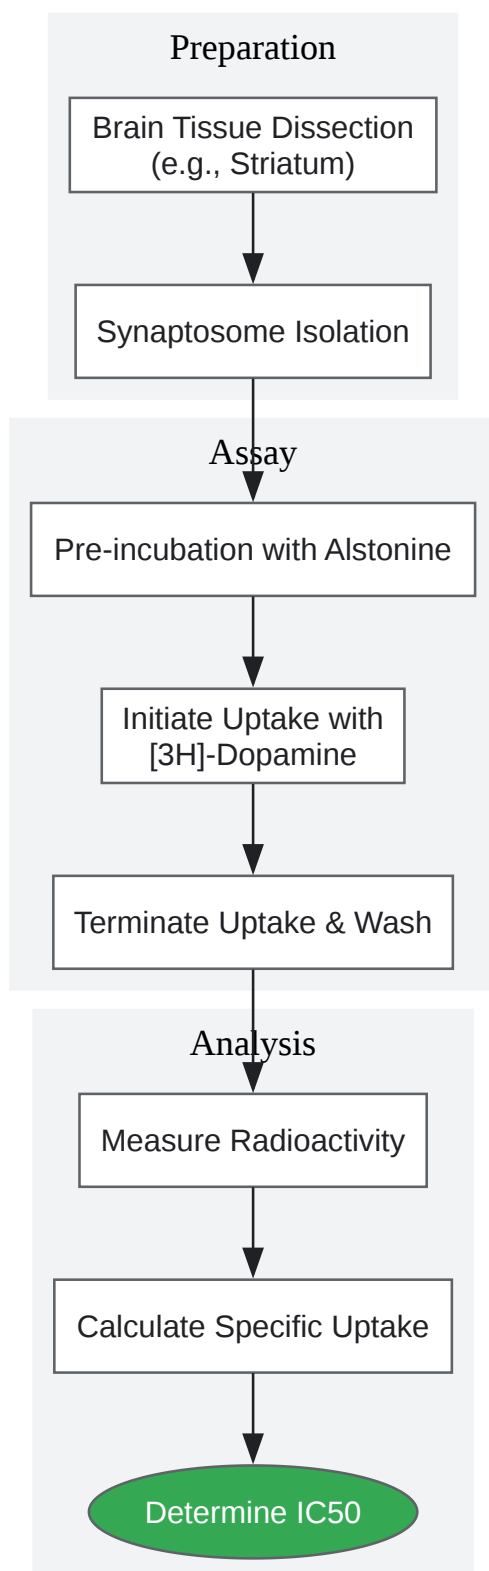 Preparation
Brain Tissue Dissection
(e.g., Striatum)
Synaptosome Isolation
Assay
Pre-incubation with Alstonine
Initiate Uptake with
[3H]-Dopamine
Terminate Uptake & Wash
Analysis
Measure Radioactivity
Calculate Specific Uptake
Determine IC50